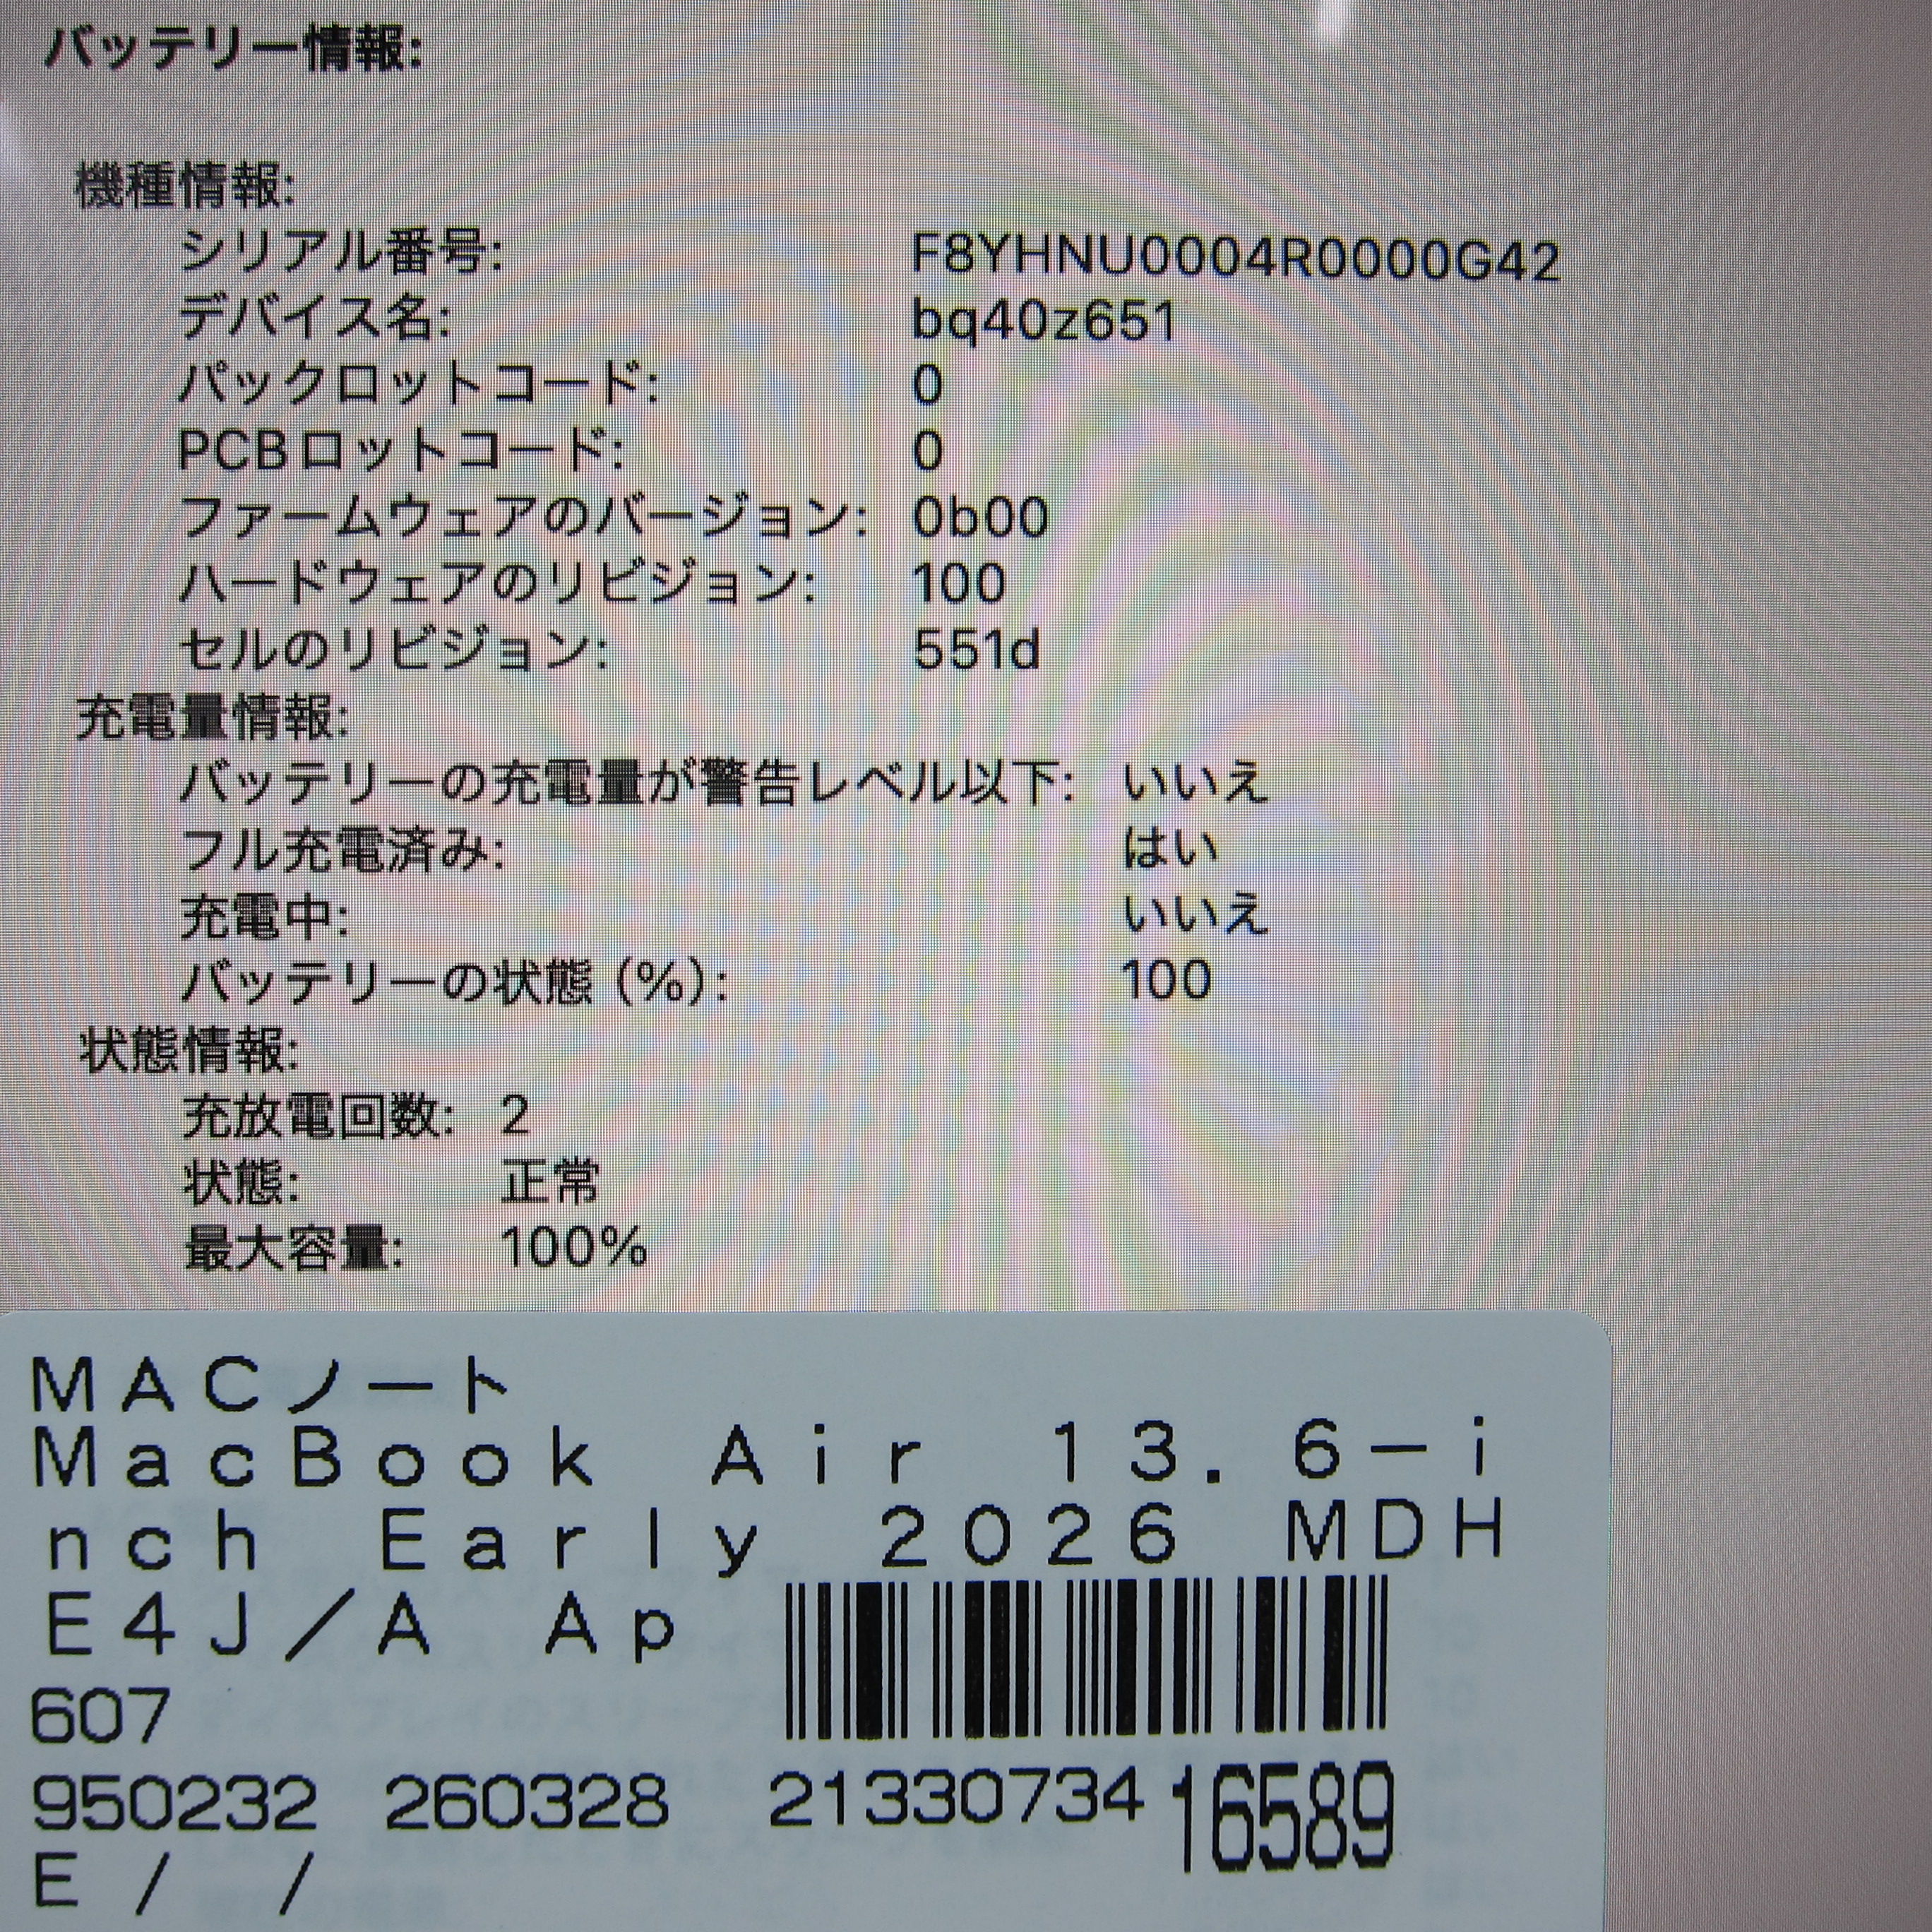 バッテリー情報:
機種情報:
シリアル番号: F8YHNU0004R0000G42
デバイス名: bq40z651
パックロットコード: 0
PCBロットコード: 0
ファームウェアのバージョン: 0b00
ハードウェアのリビジョン: 100
セルのリビジョン: 551d
充電量情報:
バッテリーの充電量が警告レベル以下: いいえ
フル充電済み: はい
充電中: いいえ
バッテリーの状態 (%): 100
状態情報:
充放電回数: 2
状態: 正常
最大容量: 100%
MACノート
MacBook Air 13.6-i
nch Early 2026 MDH
E4J/A Ap
607
950232 260328 21330734 16589
E / /